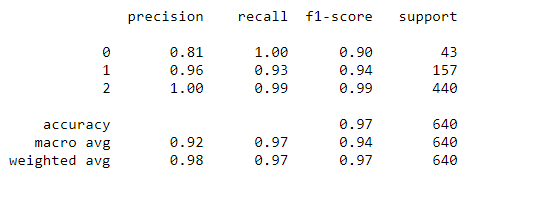 precision recall f1-score support
0 0.81 1.00 0.90 43
1 0.96 0.93 0.94 157
2 1.00 0.99 0.99 440
accuracy 0.97 640
macro avg 0.92 0.97 0.94 640
weighted avg 0.98 0.97 0.97 640